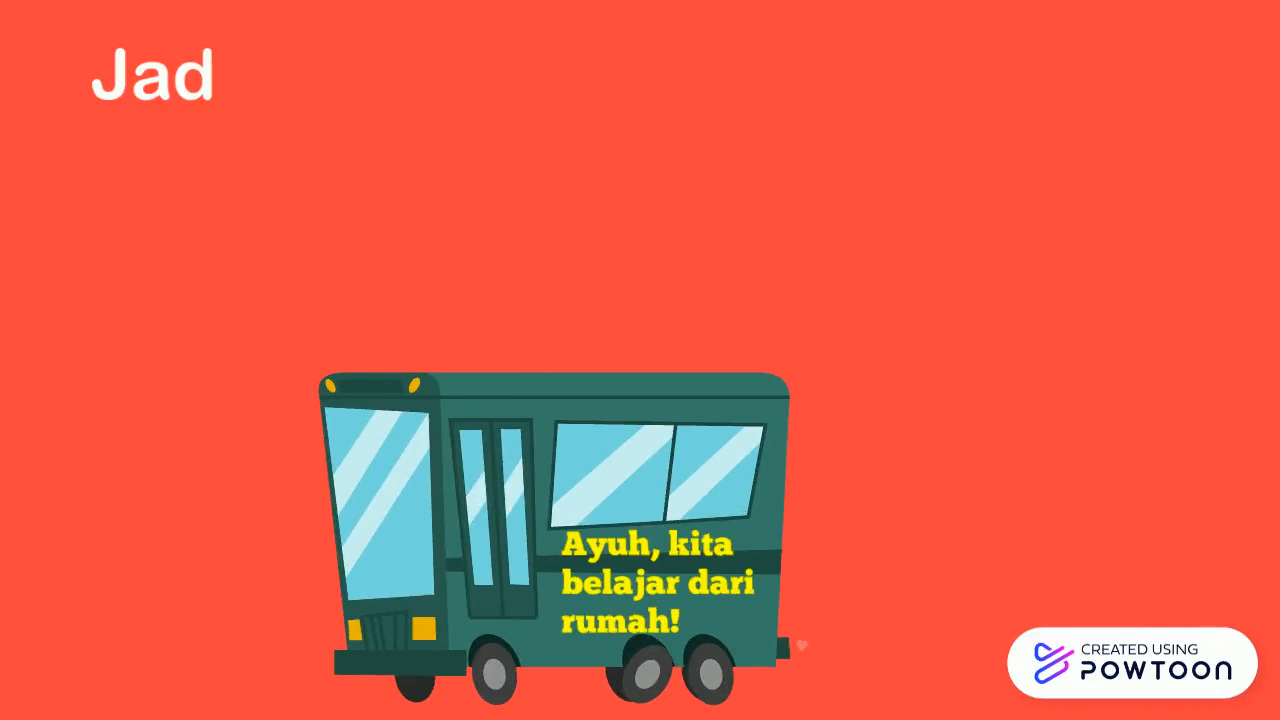 Jad
Ayuh, kita
belajar dari
rumah!
CREATED USING
POWTOON